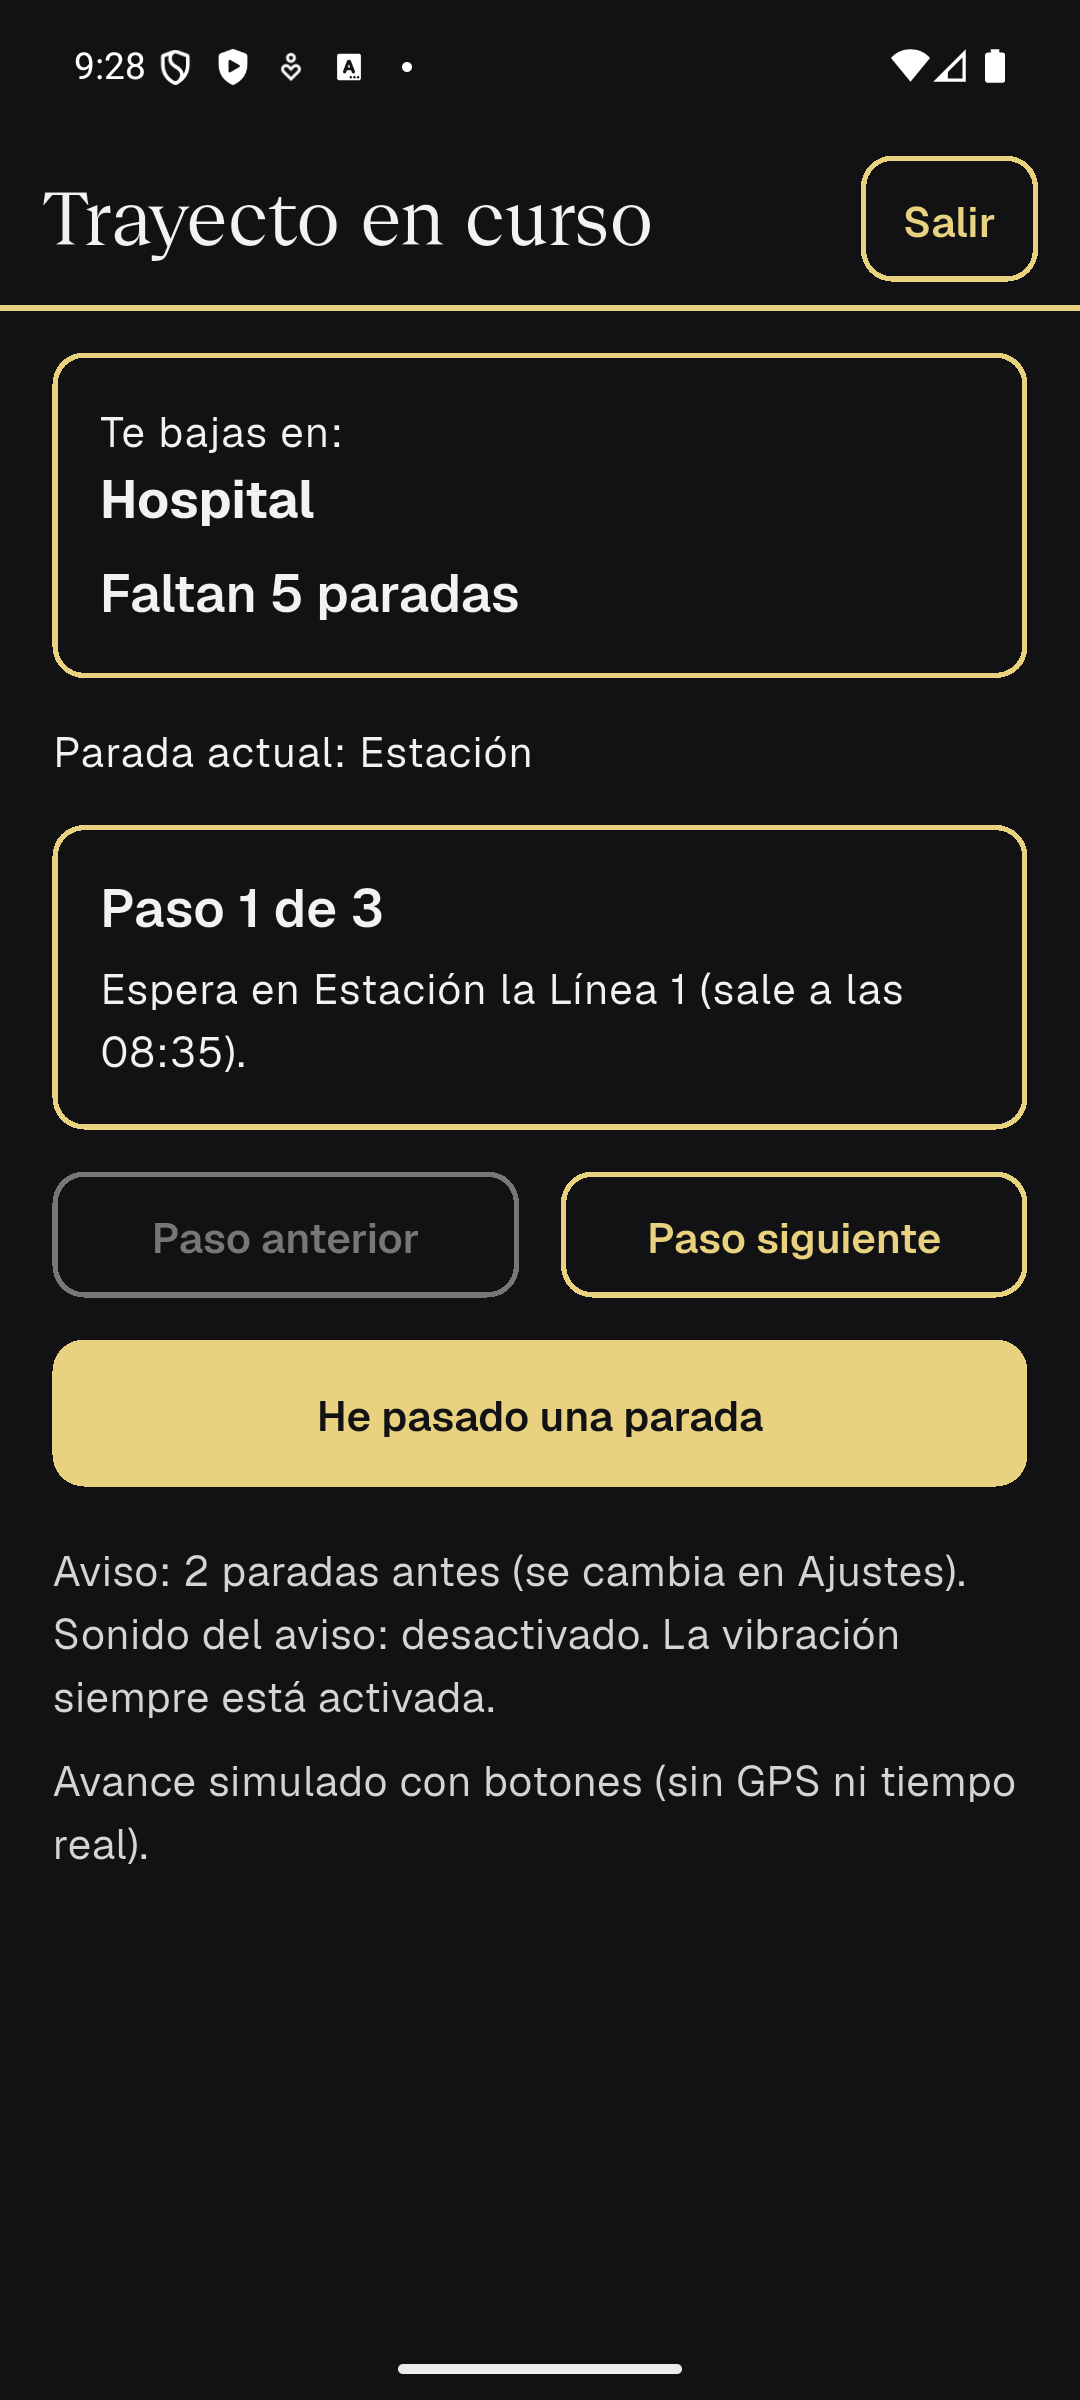 9:28
Trayecto en curso
Salir
Te bajas en:
Hospital
Faltan 5 paradas
Parada actual: Estación
Paso 1 de 3
Espera en Estación la Línea 1 (sale a las
08:35).
Paso anterior
Paso siguiente
He pasado una parada
Aviso: 2 paradas antes (se cambia en Ajustes).
Sonido del aviso: desactivado. La vibración
siempre está activada.
Avance simulado con botones (sin GPS ni tiempo
real).